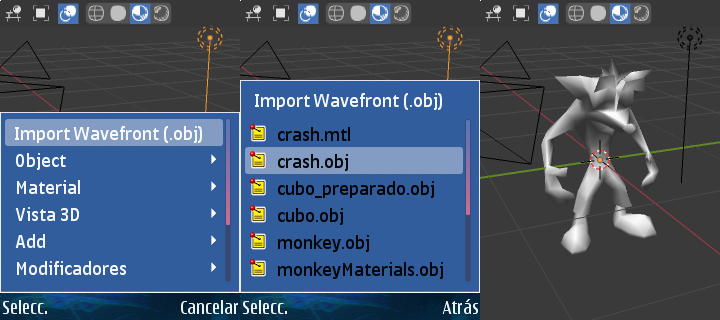 Import Wavefront (.obj)
Object
Material
Vista 3D
Add
Modificadores
Selecc.
Cancelar
Import Wavefront (.obj)
crash.mtl
crash.obj
cubo_preparado.obj
cubo.obj
monkey.obj
monkeyMaterials.obj
Selecc.
Atrás